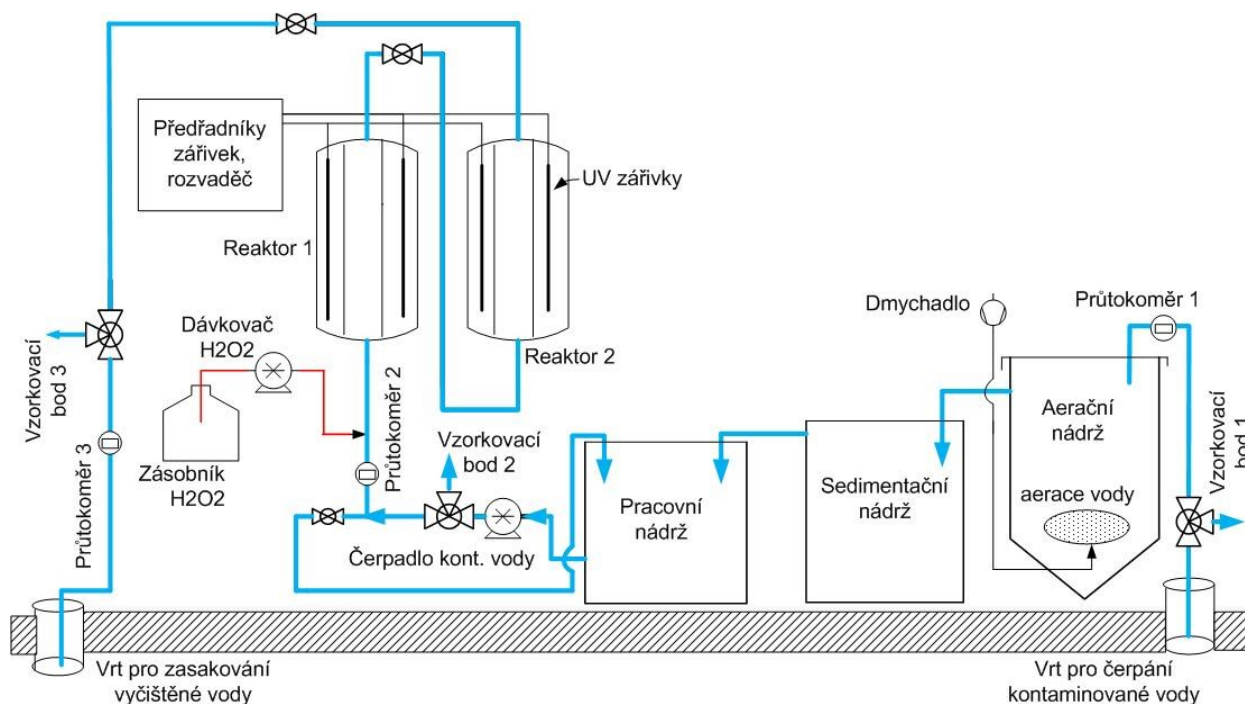 Předřadníky
zářivek,
rozvaděč
UV zářivky
Reaktor 1
Reaktor 2
Dávkovač
H2O2
Zásobník
H2O2
Vzorkovací
bod 3
Průtokoměr 3
Průtokoměr 2
Vzorkovací
bod 2
Čerpadlo kont. vody
Pracovní
nádrž
Sedimentační
nádrž
Dmychadlo
Průtokoměr 1
Aerační
nádrž
aerace vody
Vzorkovací
bod 1
Vrt pro zasakování
vyčištěné vody
Vrt pro čerpání
kontaminované vody